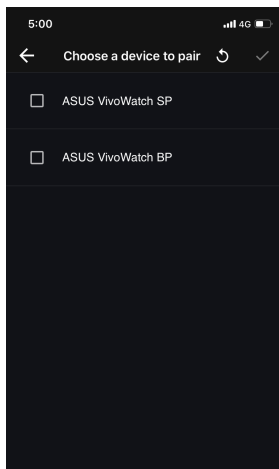 5:00 4G
Choose a device to pair
ASUS VivoWatch SP
ASUS VivoWatch BP